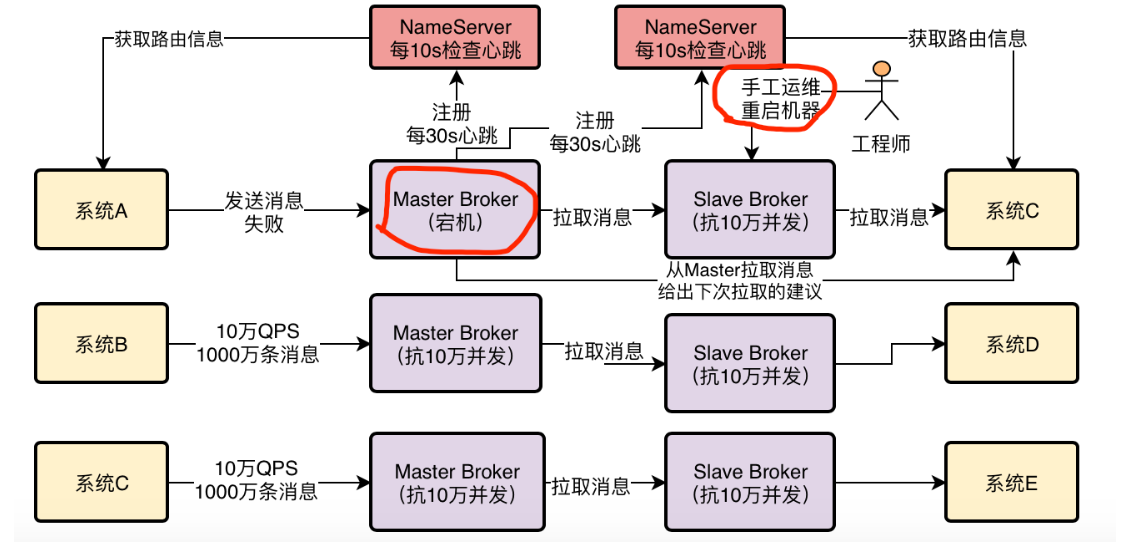 NameServer
每10s检查心跳
NameServer
每10s检查心跳
获取路由信息
获取路由信息
手工运维
重启机器
工程师
注册
每30s心跳
注册
每30s心跳
系统A
发送消息
失败
Master Broker
（宕机）
拉取消息
Slave Broker
（抗10万并发）
拉取消息
系统C
从Master拉取消息
给出下次拉取的建议
系统B
10万QPS
1000万条消息
Master Broker
（抗10万并发）
拉取消息
Slave Broker
（抗10万并发）
系统D
系统C
10万QPS
1000万条消息
Master Broker
（抗10万并发）
拉取消息
Slave Broker
（抗10万并发）
系统E